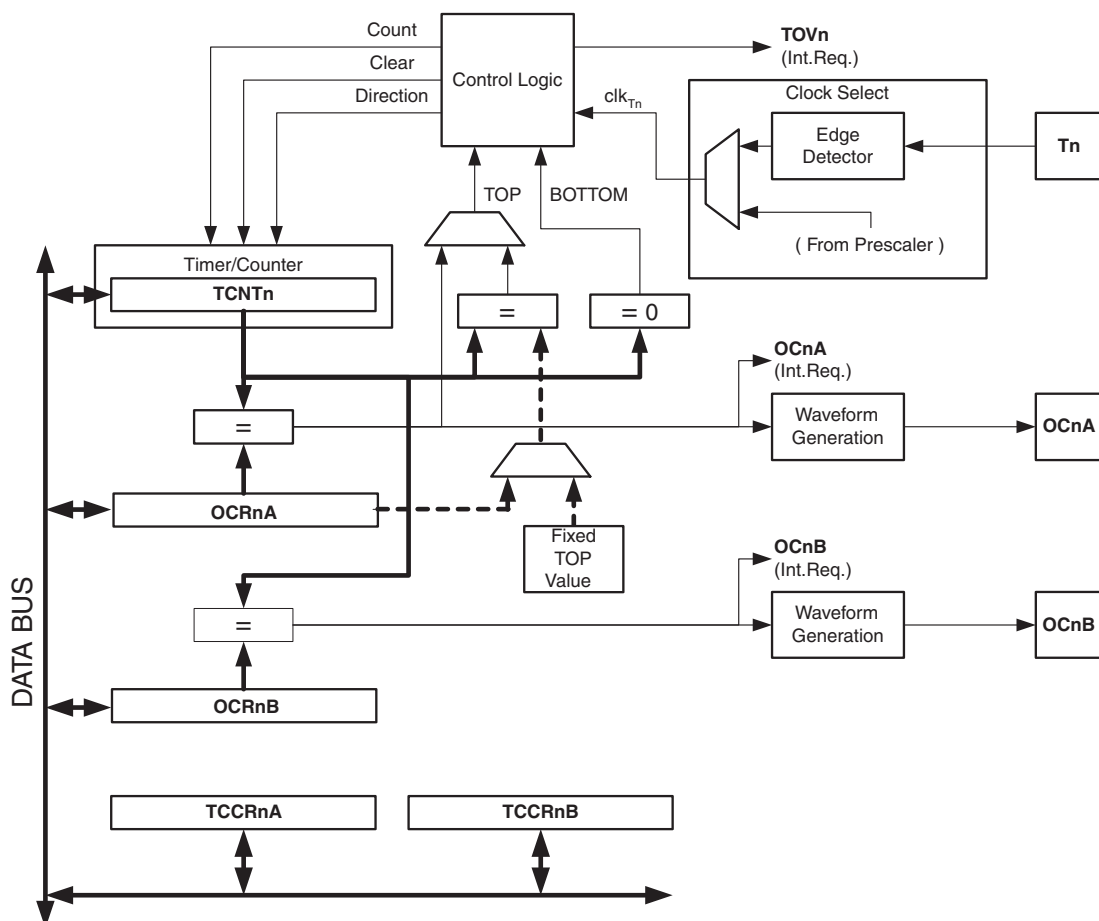 Count
Clear
Direction
Control Logic
TOVn
(Int.Req.)
clkTn
Clock Select
Edge
Detector
Tn
( From Prescaler )
TOP
BOTTOM
Timer/Counter
TCNTn
=
= 0
OCnA
(Int.Req.)
=
Waveform
Generation
OCnA
OCRnA
Fixed
TOP
Value
OCnB
(Int.Req.)
=
Waveform
Generation
OCnB
OCRnB
DATA BUS
TCCRnA
TCCRnB